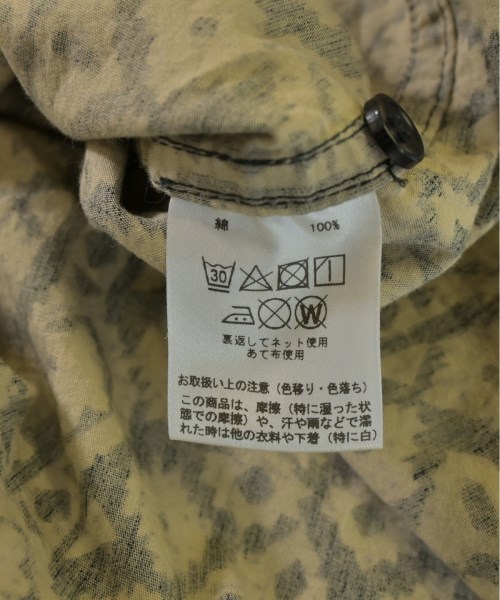 綿 100%
30
W
裏返してネット使用
あて布使用
お取扱い上の注意（色移り・色落ち）
この商品は、摩擦（特に湿った状
態での摩擦）や、汗や雨などで濡
れた時は他の衣料や下着（特に白）